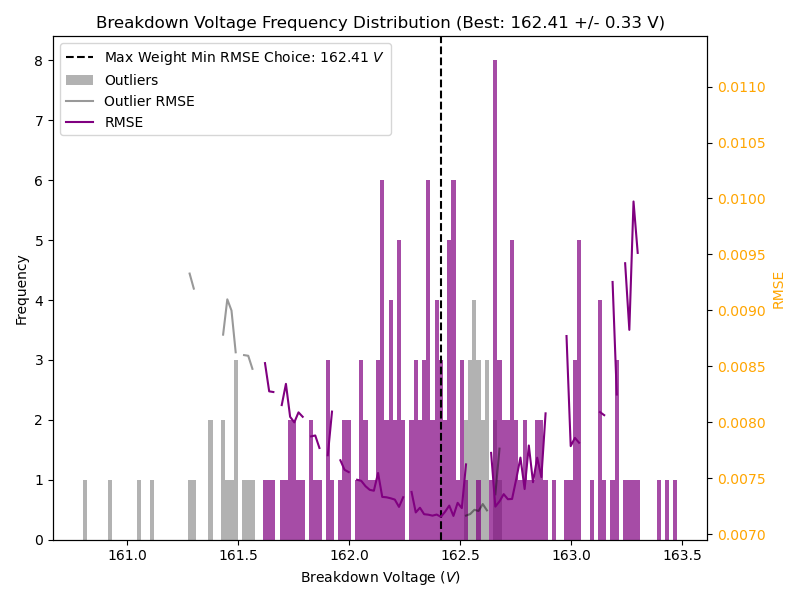 Breakdown Voltage Frequency Distribution (Best: 162.41 +/- 0.33 V)
Max Weight Min RMSE Choice: 162.41 V
Outliers
Outlier RMSE
RMSE
Frequency
8
7
6
5
4
3
2
1
0
161.0 161.5 162.0 162.5 163.0 163.5
Breakdown Voltage (V)
0.0110
0.0105
0.0100
0.0095
0.0090
0.0085
0.0080
0.0075
0.0070
RMSE